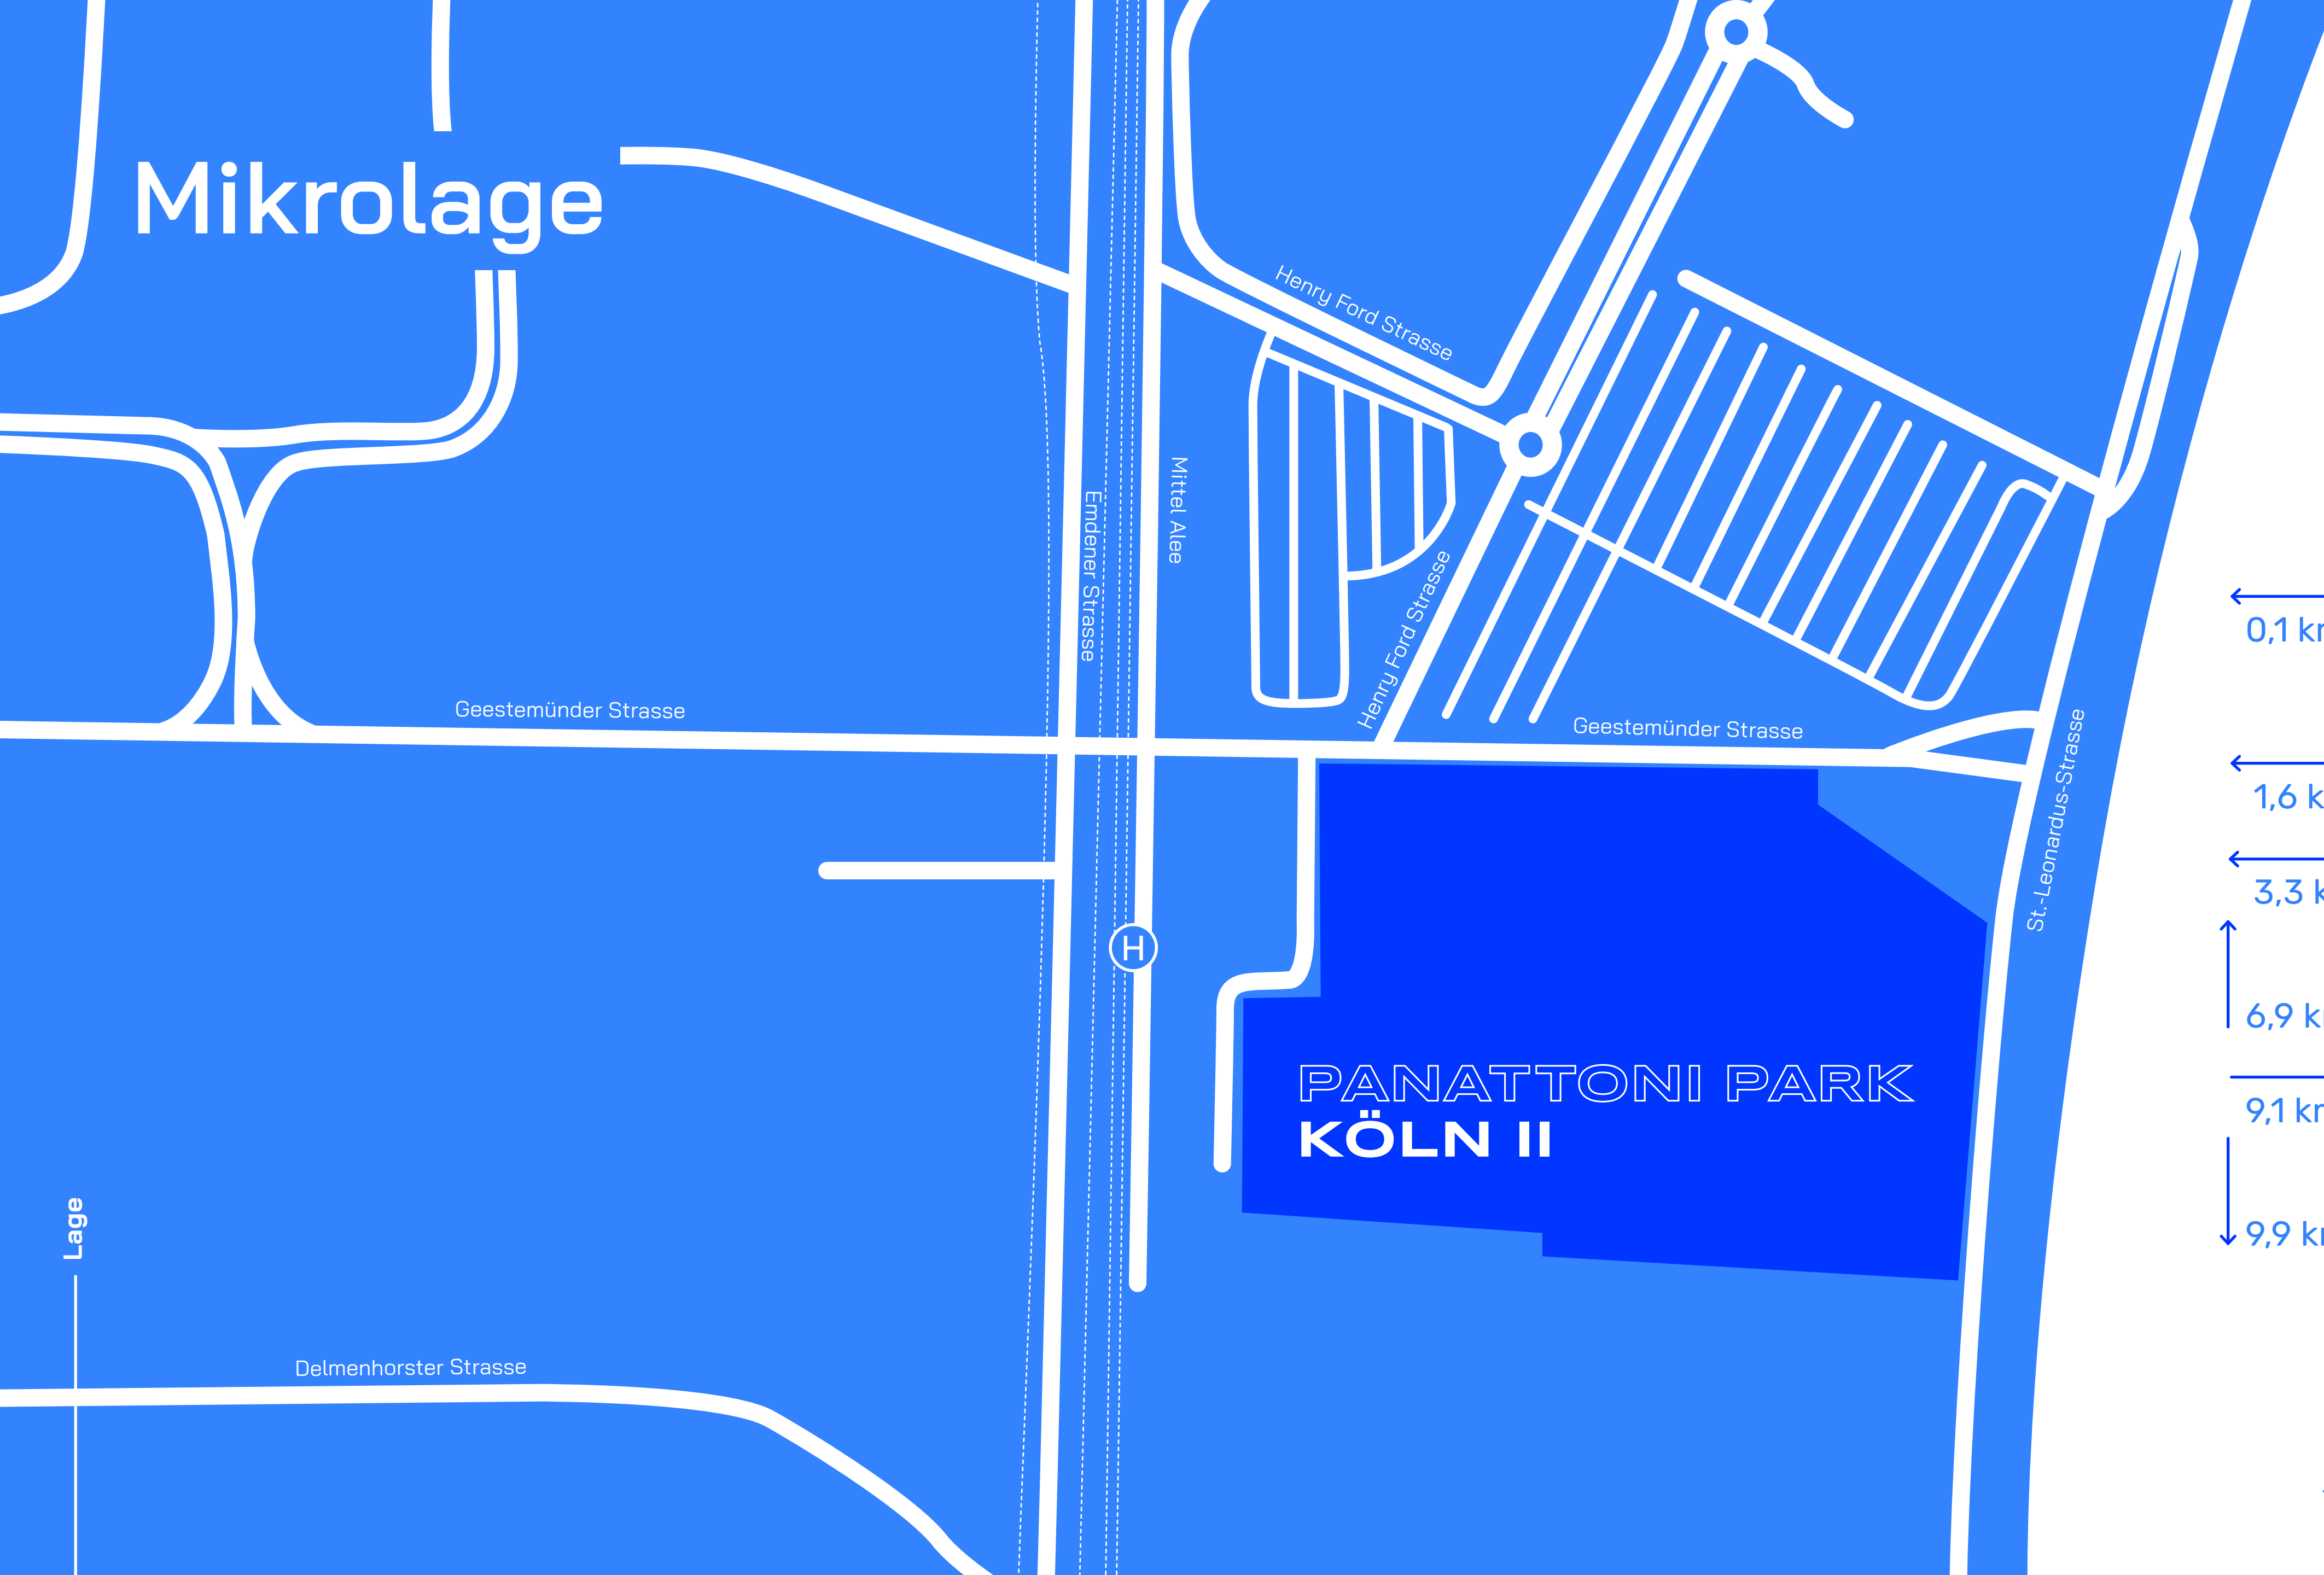 Mikrolage
Henry Ford Strasse
Mittel Alee
Emdener Strasse
Henry Ford Strasse
Geestemünder Strasse
Geestemünder Strasse
St.-Leonardus-Strasse
H
PANATTONI PARK
KÖLN II
Lage
Delmenhorster Strasse
0,1
1,6
3,3
6,9
9,1
9,9